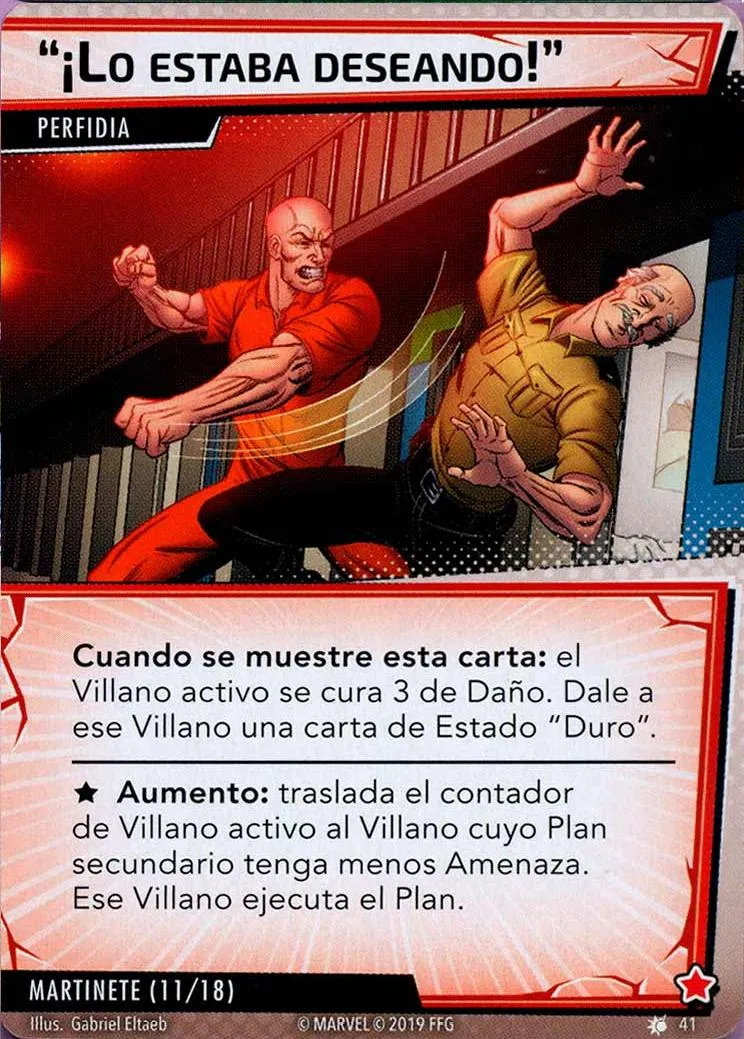 “¡LO ESTABA DESEANDO!”
PERFIDIA
Cuando se muestre esta carta: el
Villano activo se cura 3 de Daño. Dale a
ese Villano una carta de Estado “Duro”.
★ Aumento: traslada el contador
de Villano activo al Villano cuyo Plan
secundario tenga menos Amenaza.
Ese Villano ejecuta el Plan.
MARTINETE (11/18)
Illus. Gabriel Eltaeb
© MARVEL © 2019 FFG
41